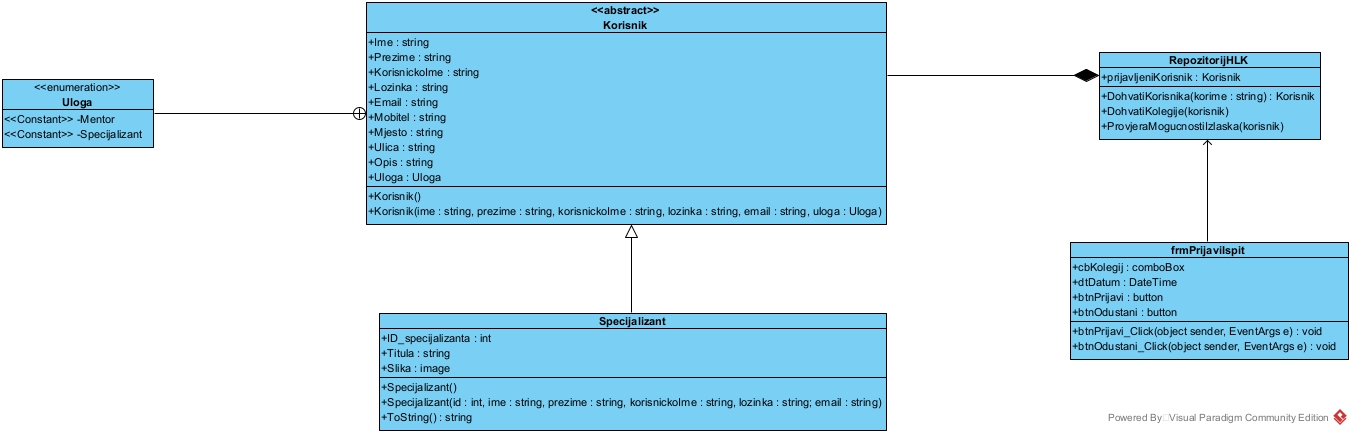 <<enumeration>>
Uloga
<<Constant>> -Mentor
<<Constant>> -Specijalizant
<<abstract>>
Korisnik
+Ime : string
+Prezime : string
+KorisnickoIme : string
+Lozinka : string
+Email : string
+Mobitel : string
+Mjesto : string
+Ulica : string
+Opis : string
+Uloga : Uloga
+Korisnik()
+Korisnik(ime : string, prezime : string, korisnickoIme : string, lozinka : string, email : string, uloga : Uloga)
Specijalizant
+ID_specijalizanta : int
+Titula : string
+Slika : image
+Specijalizant()
+Specijalizant(id : int, ime : string, prezime : string, korisnickoIme : string, lozinka : string; email : string)
+ToString() : string
RepozitorijHLK
+prijavljeniKorisnik : Korisnik
+DohvatiKorisnika(korime : string) : Korisnik
+DohvatiKolegije(korisnik)
+ProvjeraMogucnostiIzlaska(korisnik)
frmPrijaviIspit
+cbKolegij : comboBox
+dtDatum : DateTime
+btnPrijavi : button
+btnOdustani : button
+btnPrijavi_Click(object sender, EventArgs e) : void
+btnOdustani_Click(object sender, EventArgs e) : void
Powered By Visual Paradigm Community Edition